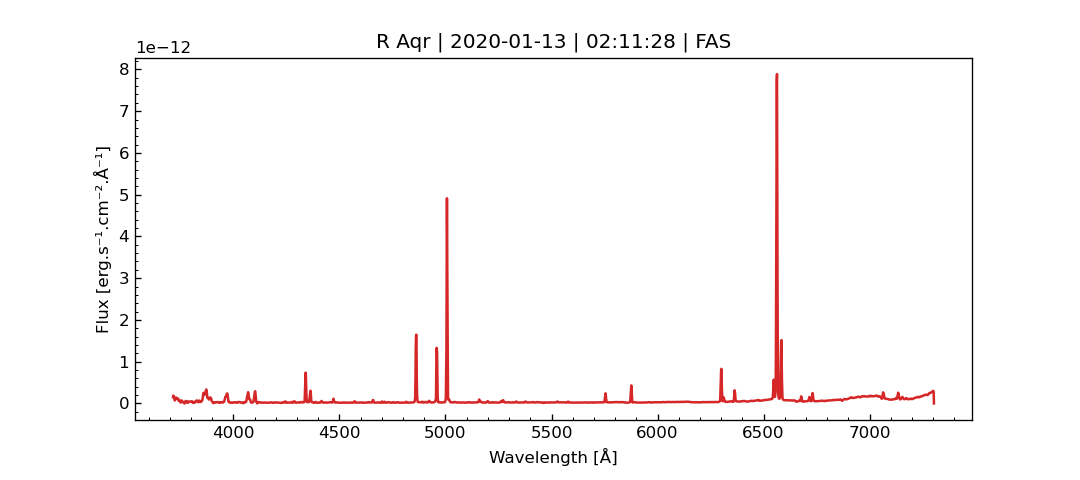 R Aqr | 2020-01-13 | 02:11:28 | FAS
1e−12
8
7
6
5
4
3
2
1
0
Flux [erg.s⁻¹.cm⁻².Å⁻¹]
4000 4500 5000 5500 6000 6500 7000
Wavelength [Å]